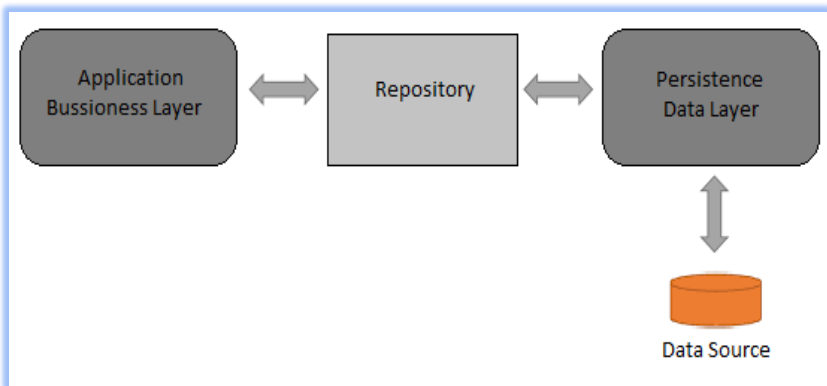 Application
Bussioness Layer
Repository
Persistence
Data Layer
Data Source